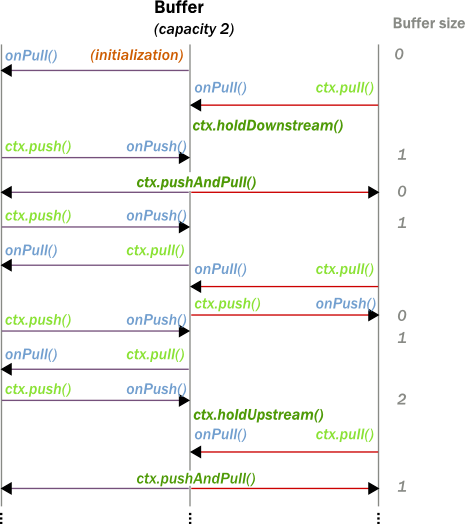 Buffer
(capacity 2)
Buffer size
onPull() (initialization) 0
onPull() ctx.pull()
ctx.holdDownstream()
ctx.push() onPush() 1
ctx.pushAndPull() 0
ctx.push() onPush() 1
onPull() ctx.pull()
onPull() ctx.pull()
ctx.push() onPush() 0
ctx.push() onPush() 1
onPull() ctx.pull()
ctx.push() onPush() 2
ctx.holdUpstream()
onPull() ctx.pull()
ctx.pushAndPull() 1